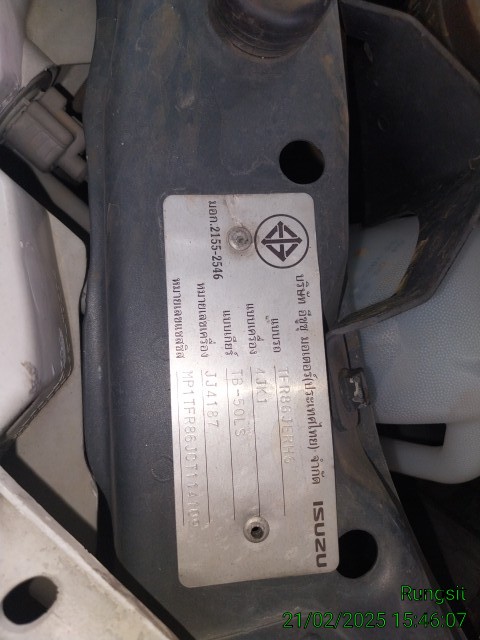 บริษัท อีซูซุ มอเตอร์(ประเทศไทย) จำกัด ISUZU
มอก.2155-2546
แบบรถ
แบบเครื่อง 4JK1
แบบเกียร์ TB-50LS
หมายเลขเครื่อง JJ4187
หมายเลขแชสซีส์
Rungsii
21/02/2025 15:46:07